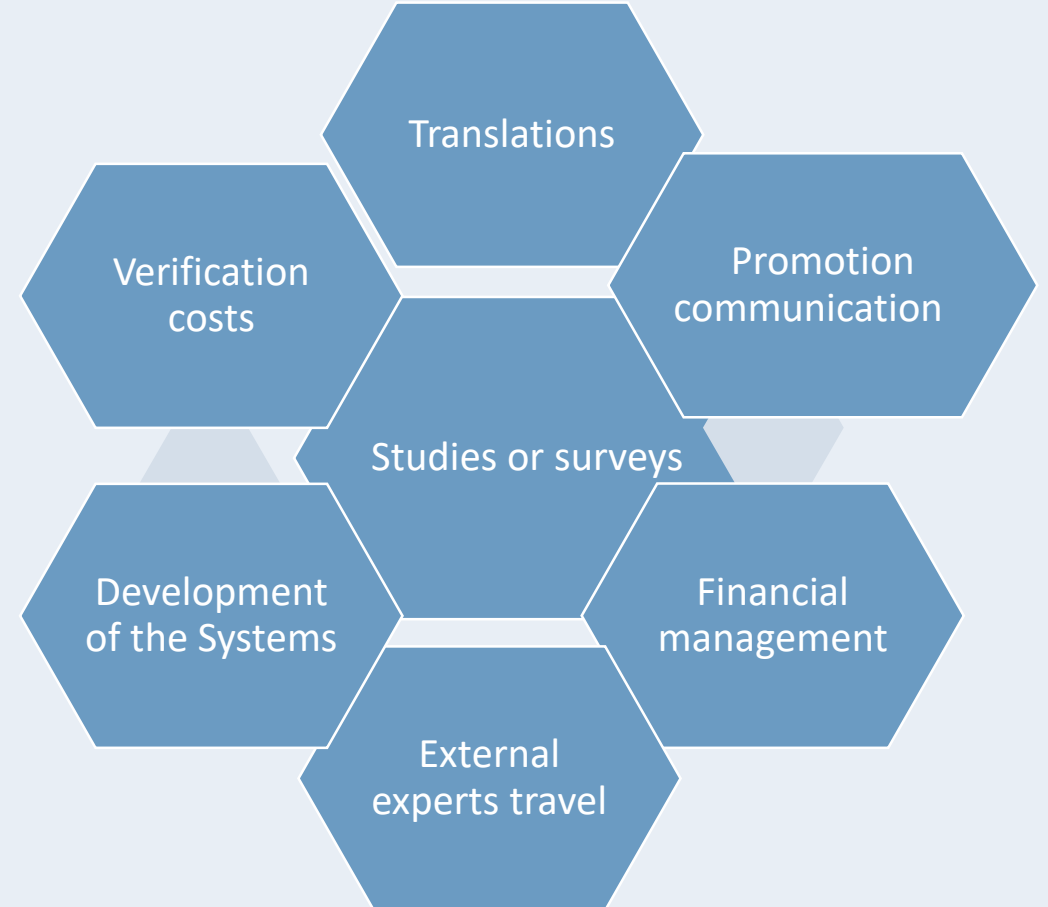 Translations
Promotion
communication
Verification
costs
Studies or surveys
Development
of the Systems
Financial
management
External
experts travel